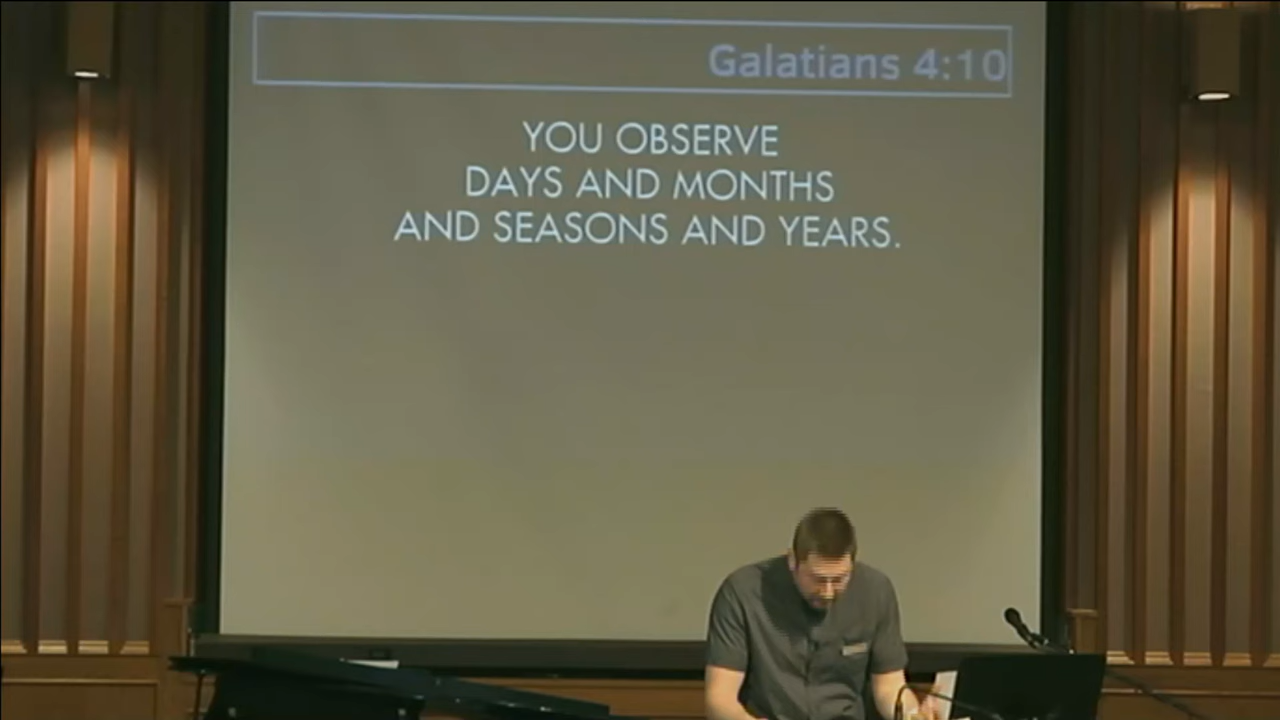 Galatians 4:10
YOU OBSERVE
DAYS AND MONTHS
AND SEASONS AND YEARS.